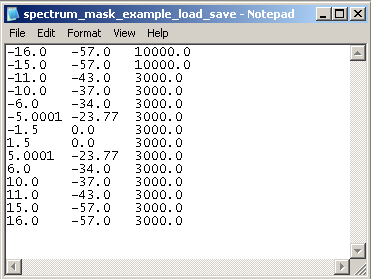 spectrum_mask_example_load_save - Notepad
File Edit Format View Help
-16.0 -57.0 10000.0
-15.0 -57.0 10000.0
-11.0 -43.0 3000.0
-10.0 -37.0 3000.0
-6.0 -34.0 3000.0
-5.0001 -23.77 3000.0
-1.5 0.0 3000.0
1.5 0.0 3000.0
5.0001 -23.77 3000.0
6.0 -34.0 3000.0
10.0 -37.0 3000.0
11.0 -43.0 3000.0
15.0 -57.0 3000.0
16.0 -57.0 3000.0